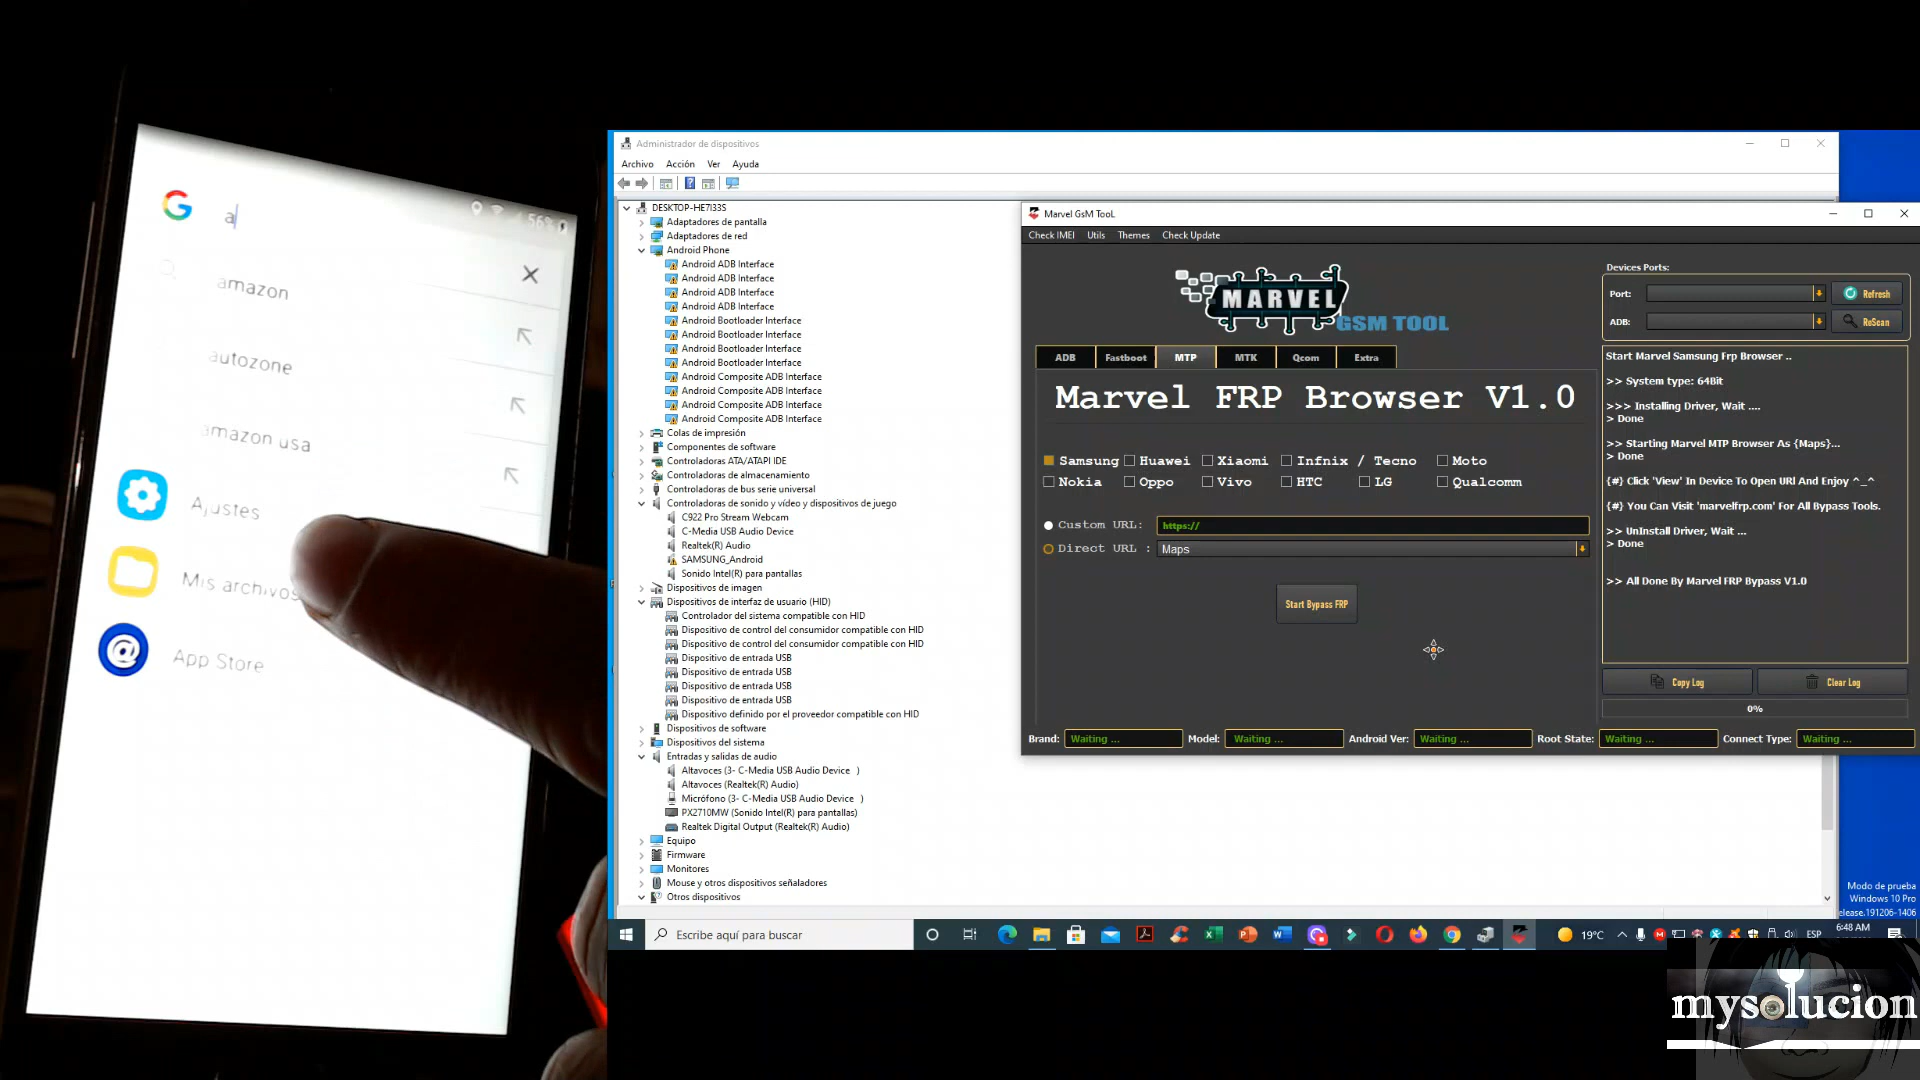 56%
a
amazon
autozone
amazon usa
Ajustes
Mis archivos
App Store
Administrador de dispositivos
Archivo Acción Ver Ayuda
DESKTOP-HE7I33S
Adaptadores de pantalla
Adaptadores de red
Android Phone
Android ADB Interface
Android ADB Interface
Android ADB Interface
Android ADB Interface
Android Bootloader Interface
Android Bootloader Interface
Android Bootloader Interface
Android Bootloader Interface
Android Composite ADB Interface
Android Composite ADB Interface
Android Composite ADB Interface
Android Composite ADB Interface
Colas de impresión
Componentes de software
Controladoras ATA/ATAPI IDE
Controladoras de almacenamiento
Controladoras de bus serie universal
Controladoras de sonido y vídeo y dispositivos de juego
C922 Pro Stream Webcam
C-Media USB Audio Device
Realtek(R) Audio
SAMSUNG_Android
Sonido Intel(R) para pantallas
Dispositivos de imagen
Dispositivos de interfaz de usuario (HID)
Controlador del sistema compatible con HID
Dispositivo de control del consumidor compatible con HID
Dispositivo de control del consumidor compatible con HID
Dispositivo de entrada USB
Dispositivo de entrada USB
Dispositivo de entrada USB
Dispositivo de entrada USB
Dispositivo definido por el proveedor compatible con HID
Dispositivos de software
Dispositivos del sistema
Entradas y salidas de audio
Altavoces (3- C-Media USB Audio Device )
Altavoces (Realtek(R) Audio)
Micrófono (3- C-Media USB Audio Device )
PX2710MW (Sonido Intel(R) para pantallas)
Realtek Digital Output (Realtek(R) Audio)
Equipo
Firmware
Monitores
Mouse y otros dispositivos señaladores
Otros dispositivos
Marvel GsM TooL
Check IMEI Utils Themes Check Update
MARVEL
GSM TOOL
ADB Fastboot MTP MTK Qcom Extra
Marvel FRP Browser V1.0
Samsung Huawei Xiaomi Infnix / Tecno Moto
Nokia Oppo Vivo HTC LG Qualcomm
Custom URL: https://
Direct URL : Maps
Start Bypass FRP
Devices Ports:
Port: Refresh
ADB: ReScan
Start Marvel Samsung Frp Browser ..
>> System type: 64Bit
>>> Installing Driver, Wait ....
> Done
>> Starting Marvel MTP Browser As {Maps}...
> Done
{#} Click 'View' In Device To Open URl And Enjoy ^_^
{#} You Can Visit 'marvelfrp.com' For All Bypass Tools.
>> UnInstall Driver, Wait ...
> Done
>> All Done By Marvel FRP Bypass V1.0
Copy Log Clear Log
0%
Brand: Waiting ... Model: Waiting ... Android Ver: Waiting ... Root State: Waiting ... Connect Type: Waiting ...
Modo de prueba
Windows 10 Pro
elease.191206-1406
Escribe aquí para buscar
19°C
ESP
6:48 AM
mysolucion